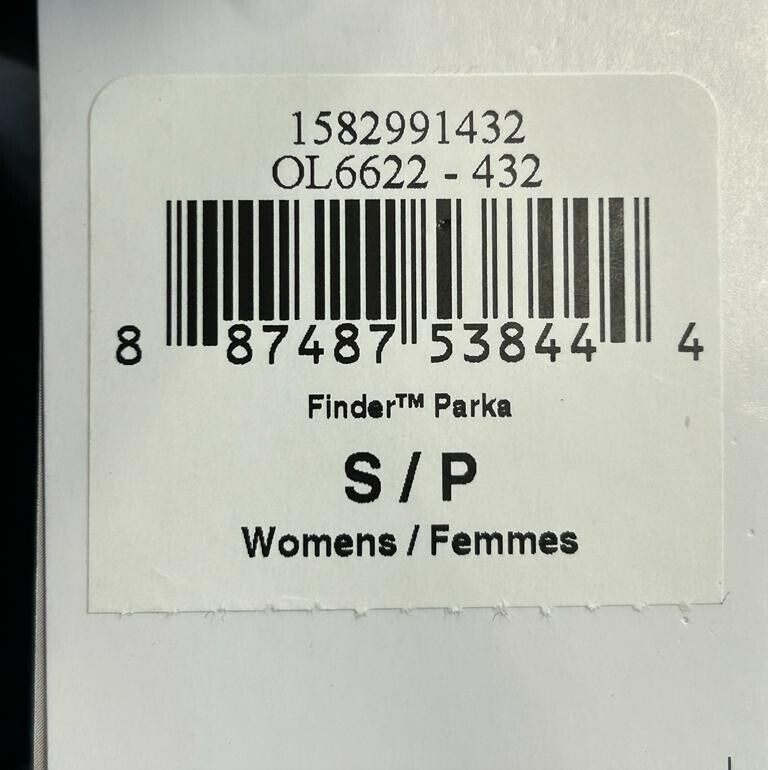 1582991432
OL6622 - 432
8 87487 53844 4
Finder™ Parka
S / P
Womens / Femmes